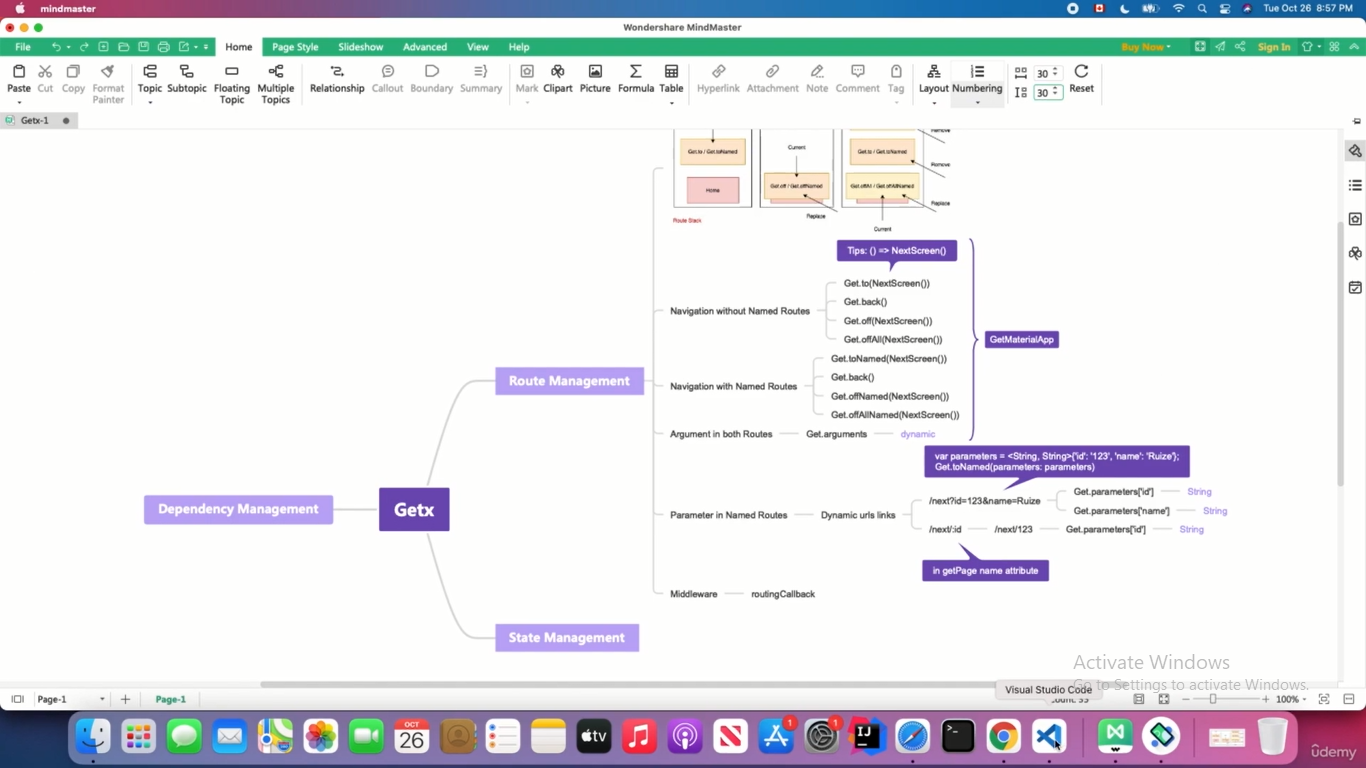 mindmaster
Tue Oct 26 8:57 PM
Wondershare MindMaster
File
Home
Page Style
Slideshow
Advanced
View
Help
Buy Now
Sign In
Paste
Cut
Copy
Format Painter
Topic
Subtopic
Floating Topic
Multiple Topics
Relationship
Callout
Boundary
Summary
Mark
Clipart
Picture
Formula
Table
Hyperlink
Attachment
Note
Comment
Tag
Layout
Numbering
30
30
Reset
Getx-1
Get.to / Get.toNamed
Home
Route Stack
Current
Get.off / Get.offNamed
Replace
Remove
Get.to / Get.toNamed
Remove
Get.offAll / Get.offAllNamed
Replace
Current
Tips: () => NextScreen()
Navigation without Named Routes
Get.to(NextScreen())
Get.back()
Get.off(NextScreen())
Get.offAll(NextScreen())
GetMaterialApp
Navigation with Named Routes
Get.toNamed(NextScreen())
Get.back()
Get.offNamed(NextScreen())
Get.offAllNamed(NextScreen())
Route Management
Argument in both Routes
Get.arguments
dynamic
var parameters = <String, String>{'id': '123', 'name': 'Ruize'};
Get.toNamed(parameters: parameters)
Parameter in Named Routes
Dynamic urls links
/next?id=123&name=Ruize
Get.parameters['id']
String
Get.parameters['name']
String
/next/:id
/next/123
Get.parameters['id']
String
in getPage name attribute
Middleware
routingCallback
Dependency Management
Getx
State Management
Activate Windows
Go to Settings to activate Windows.
Visual Studio Code
Page-1
Page-1
100%
OCT
26
tv
1
1
IJ
udemy